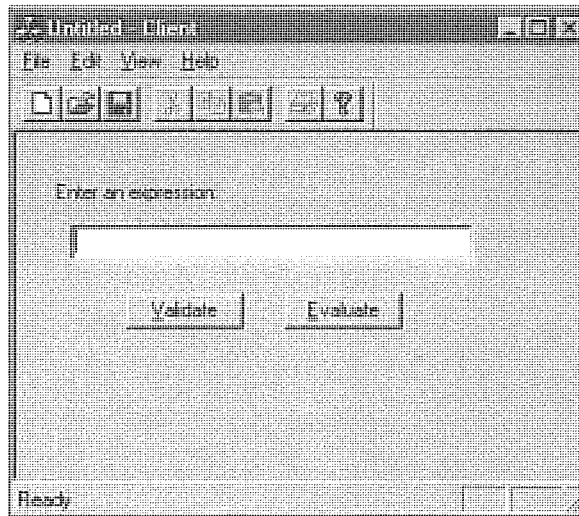 Untitled - Client
File Edit View Help
Enter an expression
Validate Evaluate
Ready